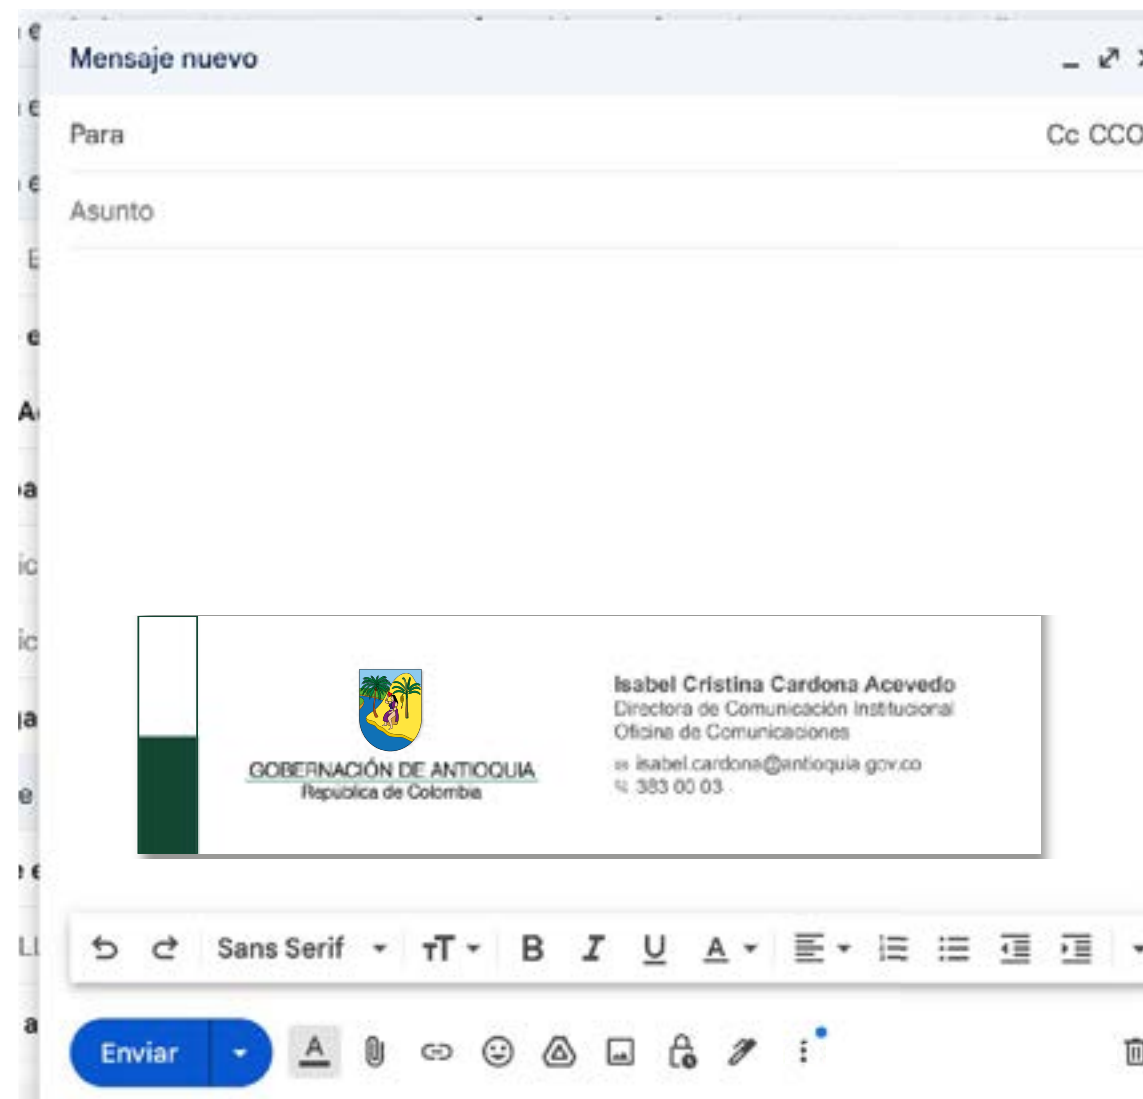 Mensaje nuevo
Para
Cc CCO
Asunto
GOBERNACIÓN DE ANTIOQUIA
República de Colombia
Isabel Cristina Cardona Acevedo
Directora de Comunicación Institucional
Oficina de Comunicaciones
isabel.cardona@antioquia.gov.co
383 00 03
Sans Serif
B I U A
Enviar
A